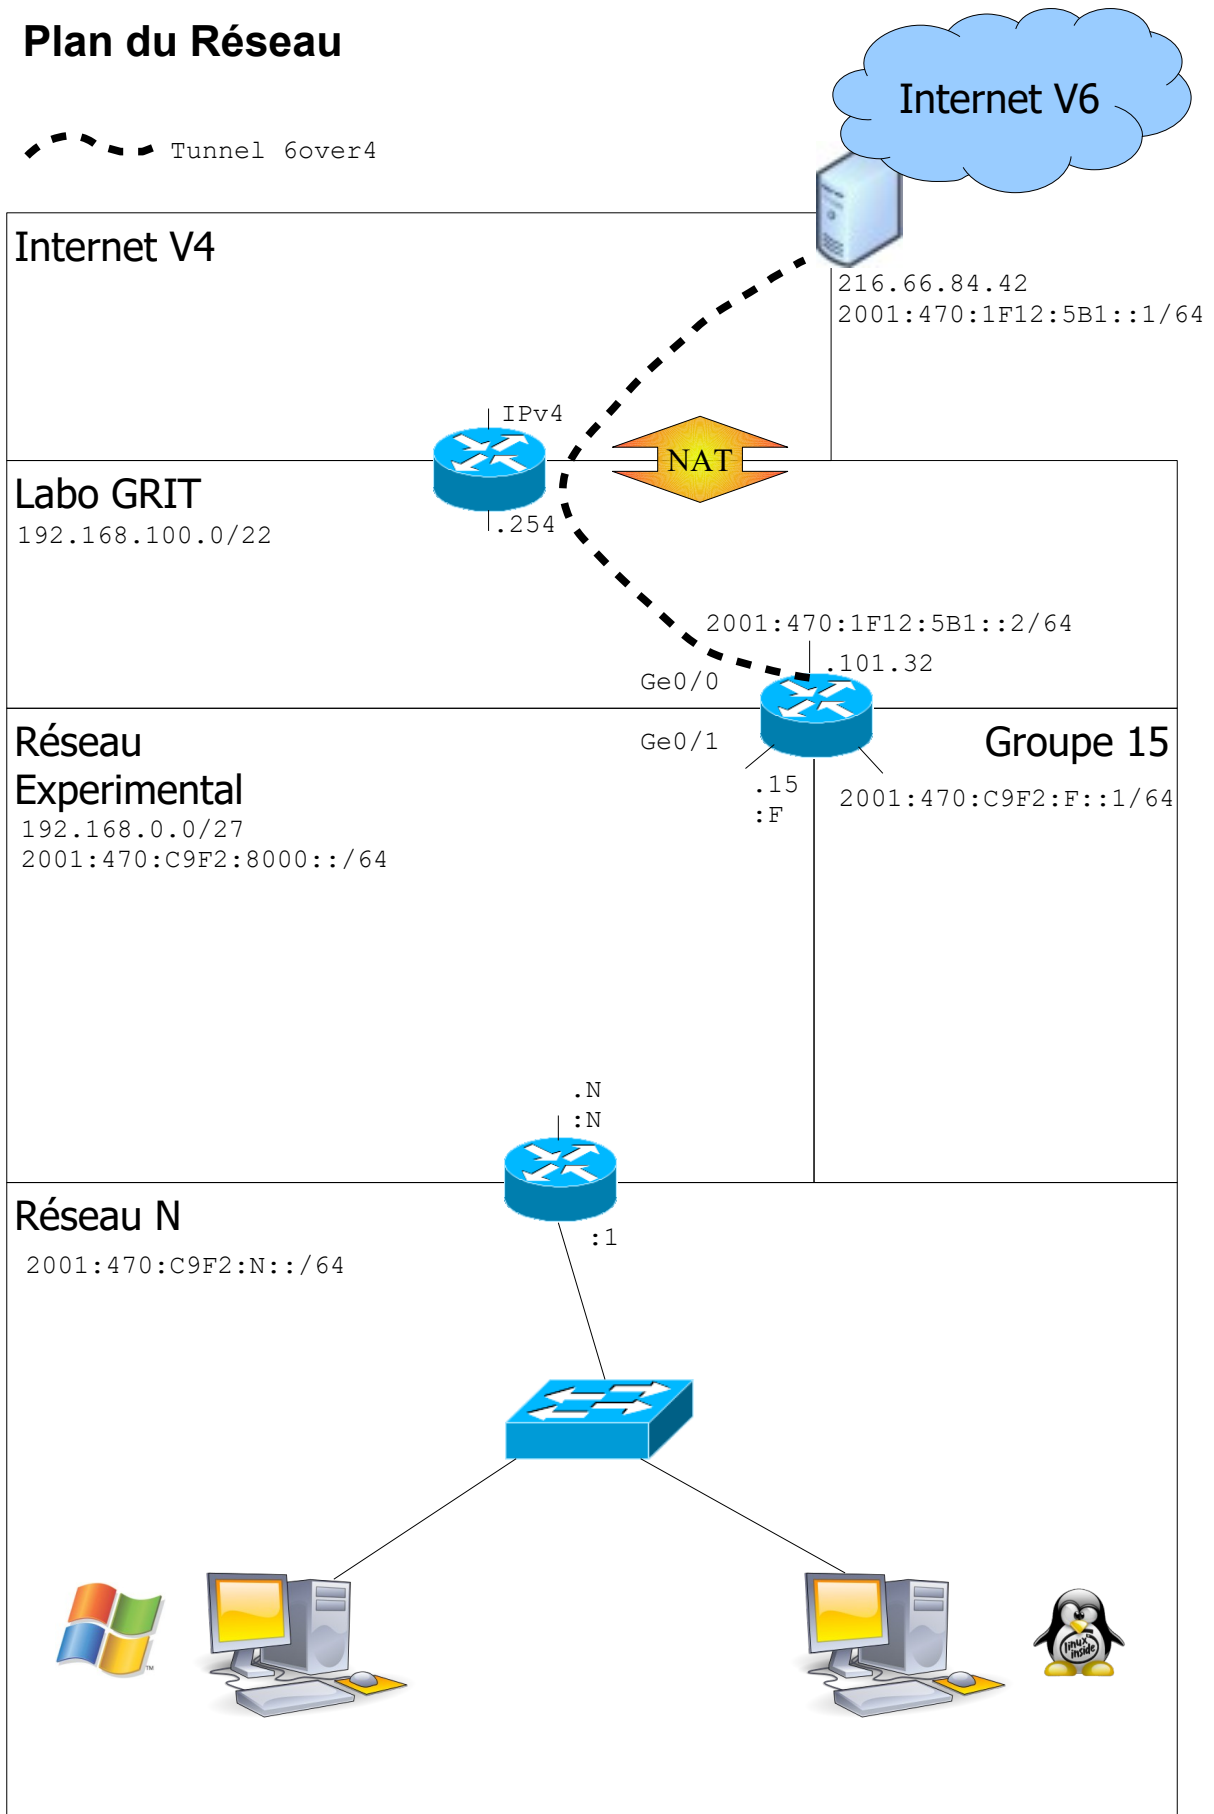 Plan du Réseau
Internet V6
Tunnel 6over4
Internet V4
216.66.84.42
2001:470:1F12:5B1::1/64
IPv4
NAT
Labo GRIT
192.168.100.0/22
.254
2001:470:1F12:5B1::2/64
.101.32
Ge0/0
Réseau
Experimental
192.168.0.0/27
2001:470:C9F2:8000::/64
Ge0/1
.15
:F
Groupe 15
2001:470:C9F2:F::1/64
.N
:N
Réseau N
2001:470:C9F2:N::/64
:1
TM
linux
inside